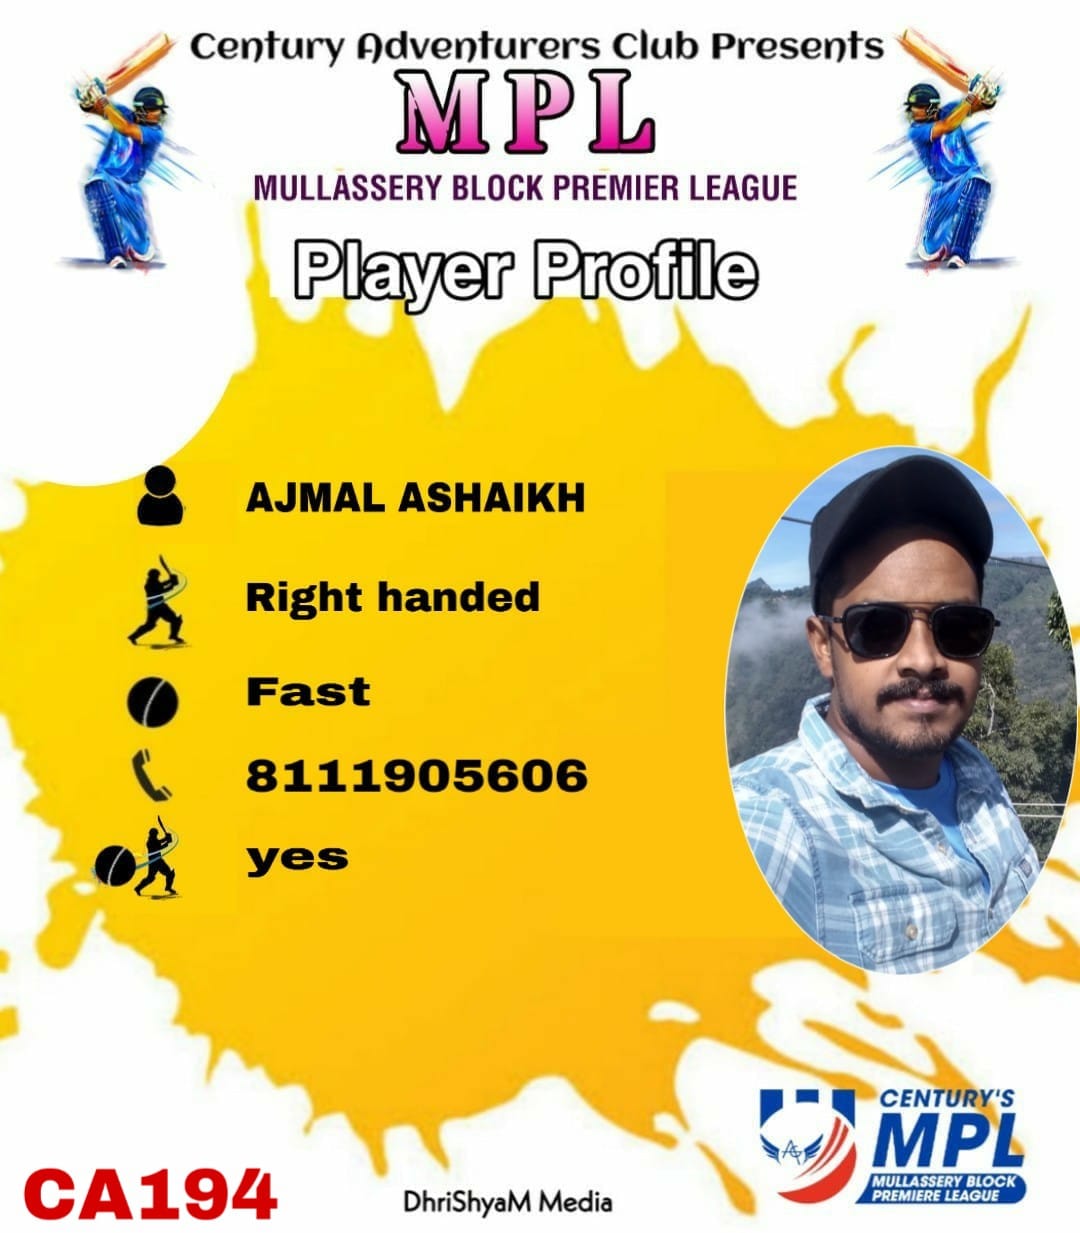 Century Adventurers Club Presents
MPL
MULLASSERY BLOCK PREMIER LEAGUE
Player Profile
AJMAL ASHAIKH
Right handed
Fast
8111905606
yes
CENTURY'S
MPL
MULLASSERY BLOCK
PREMIERE LEAGUE
CA194
DhriShyaM Media